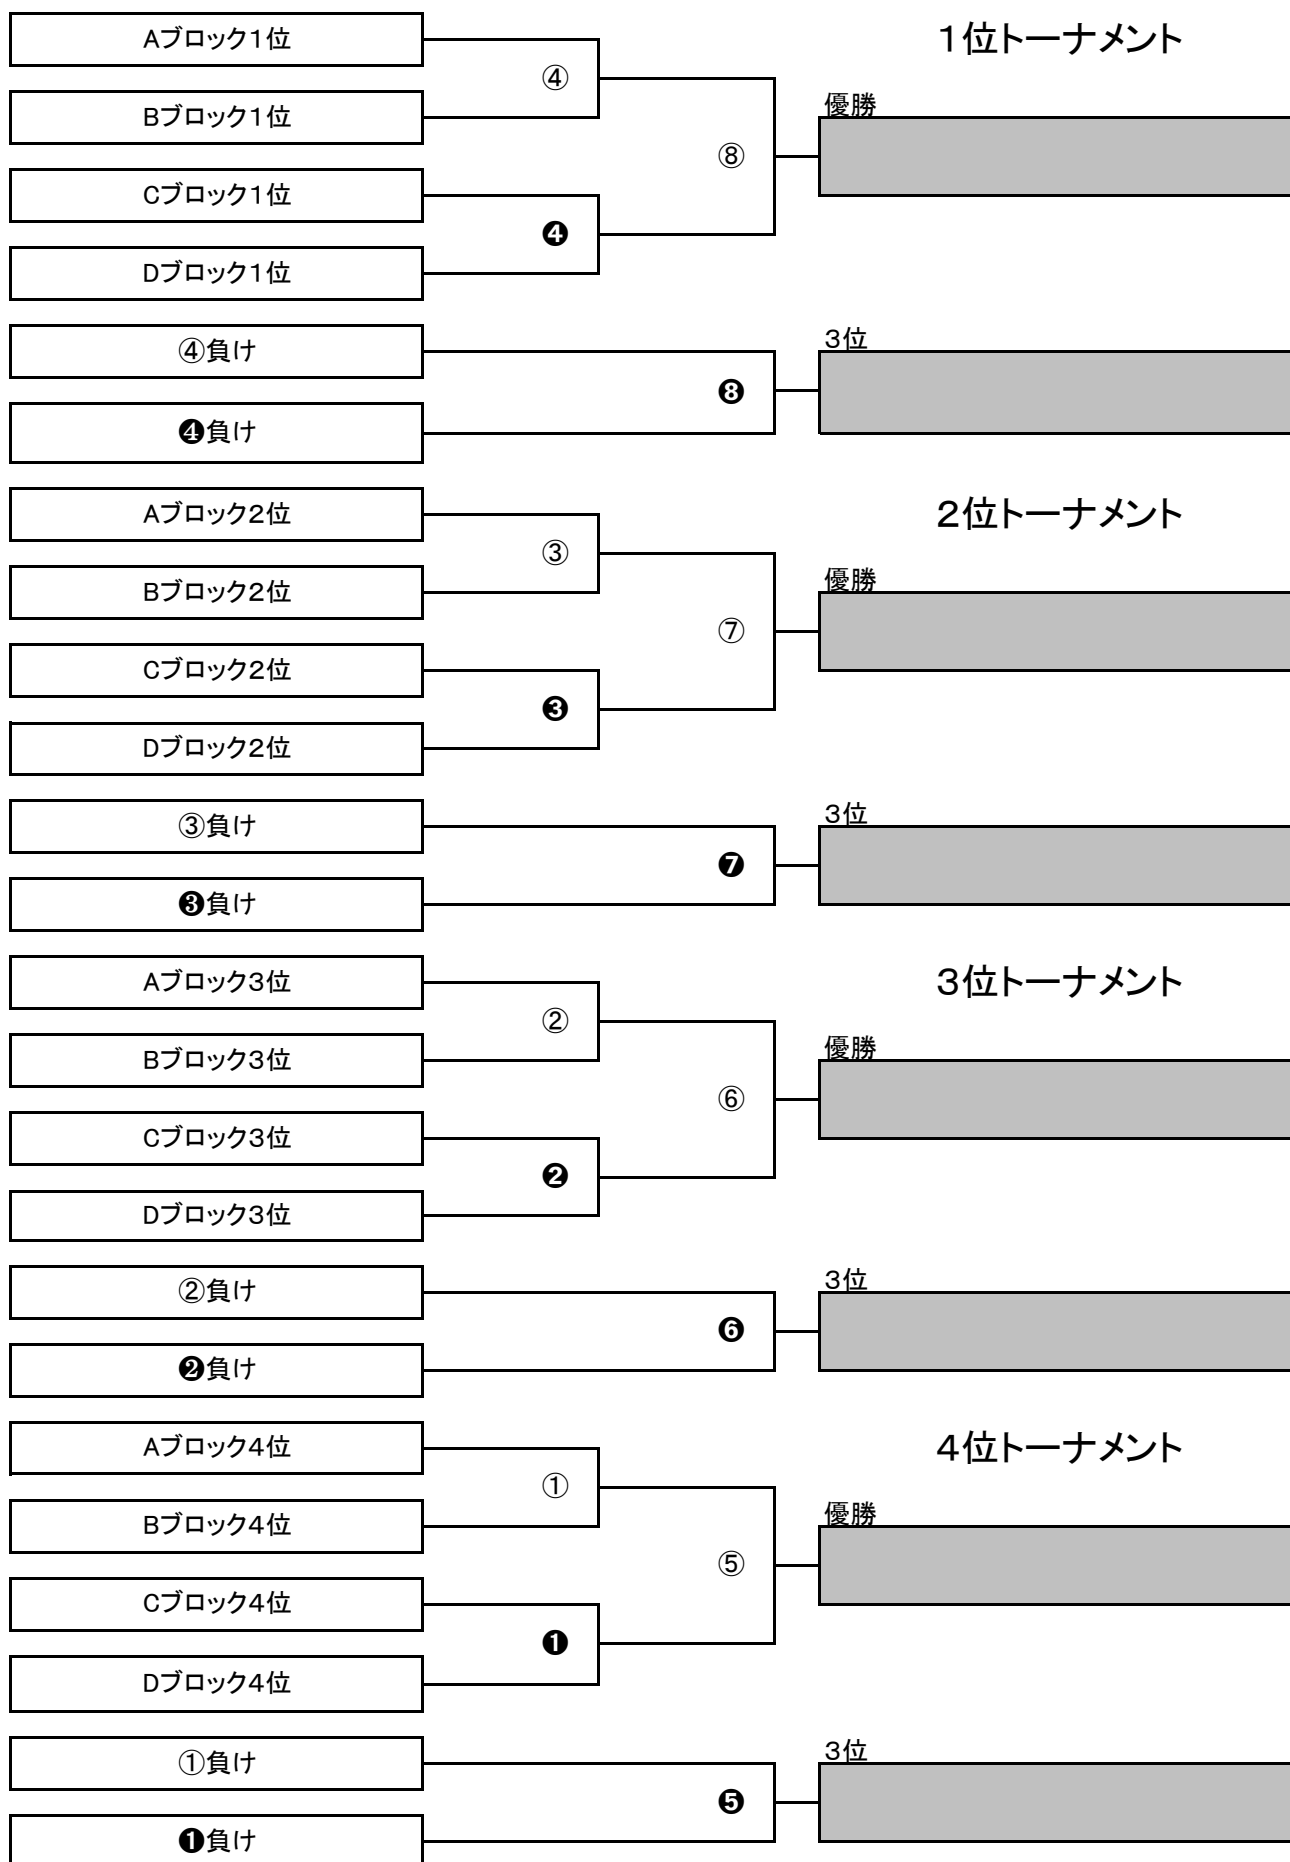 Aブロック1位
1位トーナメント
④
Bブロック1位
優勝
⑧
Cブロック1位
❹
Dブロック1位
④負け
3位
❽
❹負け
Aブロック2位
2位トーナメント
③
Bブロック2位
優勝
⑦
Cブロック2位
❸
Dブロック2位
③負け
3位
❼
❸負け
Aブロック3位
3位トーナメント
②
Bブロック3位
優勝
⑥
Cブロック3位
❷
Dブロック3位
②負け
3位
❻
❷負け
Aブロック4位
4位トーナメント
①
Bブロック4位
優勝
⑤
Cブロック4位
❶
Dブロック4位
①負け
3位
❺
❶負け